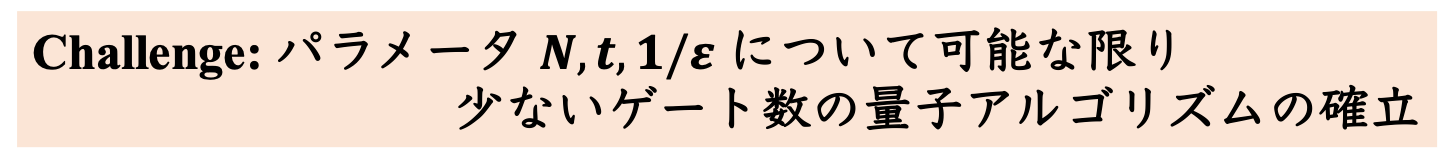 Challenge: パラメータ N, t, 1/ε について可能な限り
少ないゲート数の量子アルゴリズムの確立